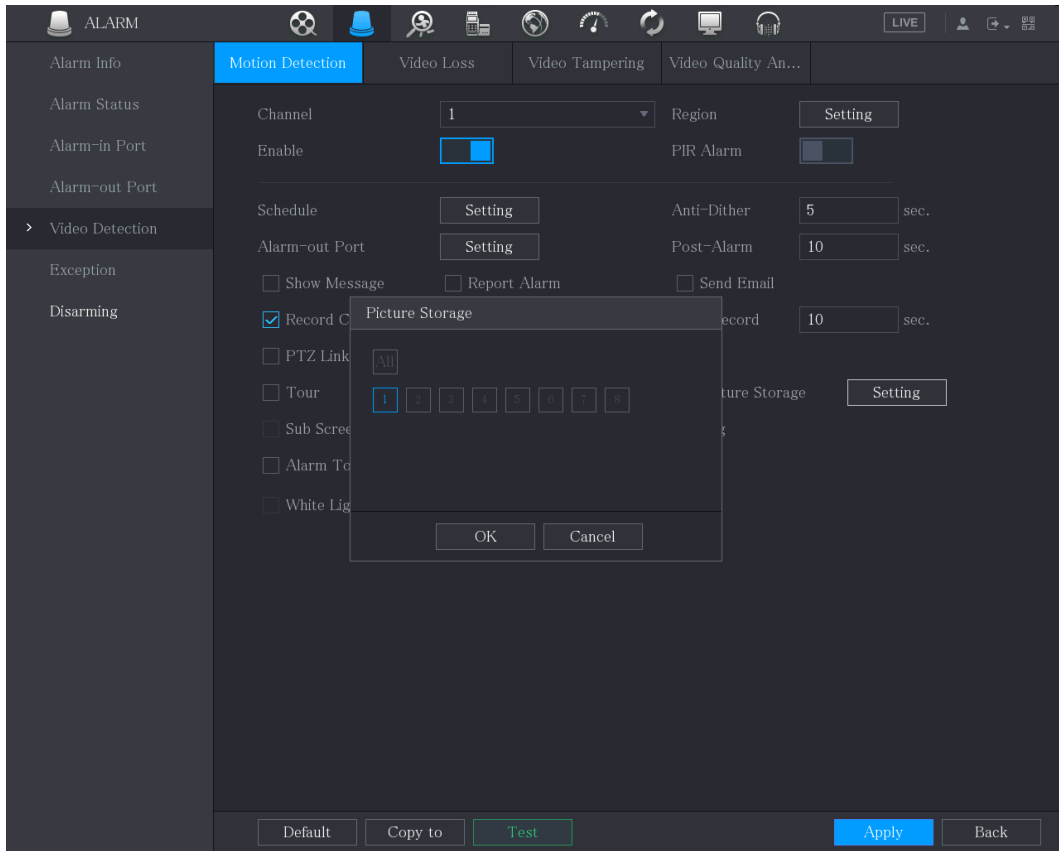 ALARM LIVE
Alarm Info
Alarm Status
Alarm-in Port
Alarm-out Port
Video Detection
Exception
Disarming
Motion Detection Video Loss Video Tampering Video Quality An...
Channel 1 Region Setting
Enable PIR Alarm
Schedule Setting Anti-Dither 5 sec.
Alarm-out Port Setting Post-Alarm 10 sec.
Show Message Report Alarm Send Email
Record C ecord 10 sec.
PTZ Link
Tour ture Storage Setting
Sub Scree g
Alarm To
White Lig
Picture Storage
All
1 2 3 4 5 6 7 8
OK Cancel
Default Copy to Test Apply Back